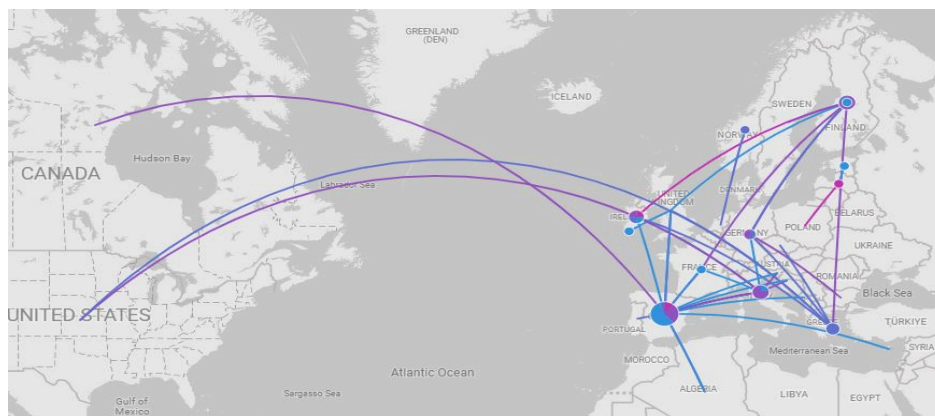 GREENLAND
(DEN)
ICELAND
SWEDEN
FINLAND
NORWAY
Hudson Bay
CANADA
Labrador Sea
UNITED
KINGDOM
DENMARK
BELARUS
POLAND
GERMANY
UKRAINE
FRANCE
AUSTRIA
ROMANIA
Black Sea
UNITED STATES
PORTUGAL
TÜRKIYE
Mediterranean Sea
SYRIA
MOROCCO
Atlantic Ocean
ALGERIA
LIBYA
EGYPT
Sargasso Sea
Gulf of
Mexico